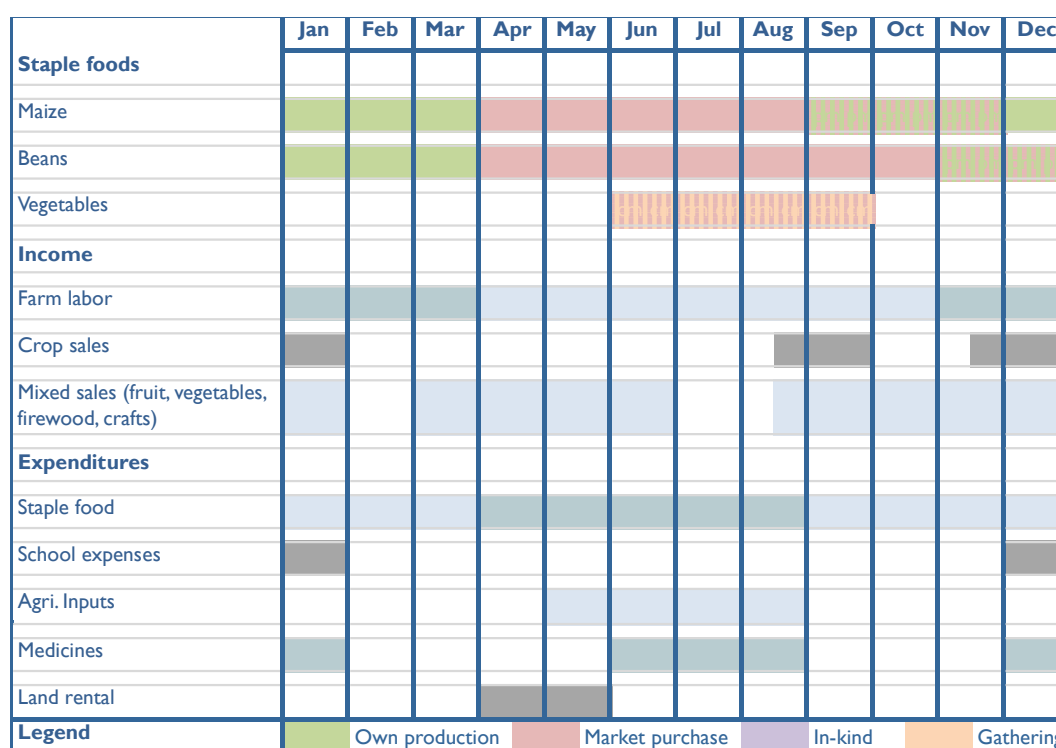 Jan Feb Mar Apr May Jun Jul Aug Sep Oct Nov Dec
Staple foods
Maize
Beans
Vegetables
Income
Farm labor
Crop sales
Mixed sales (fruit, vegetables,
firewood, crafts)
Expenditures
Staple food
School expenses
Agri. Inputs
Medicines
Land rental
Legend Own production Market purchase In-kind Gathering